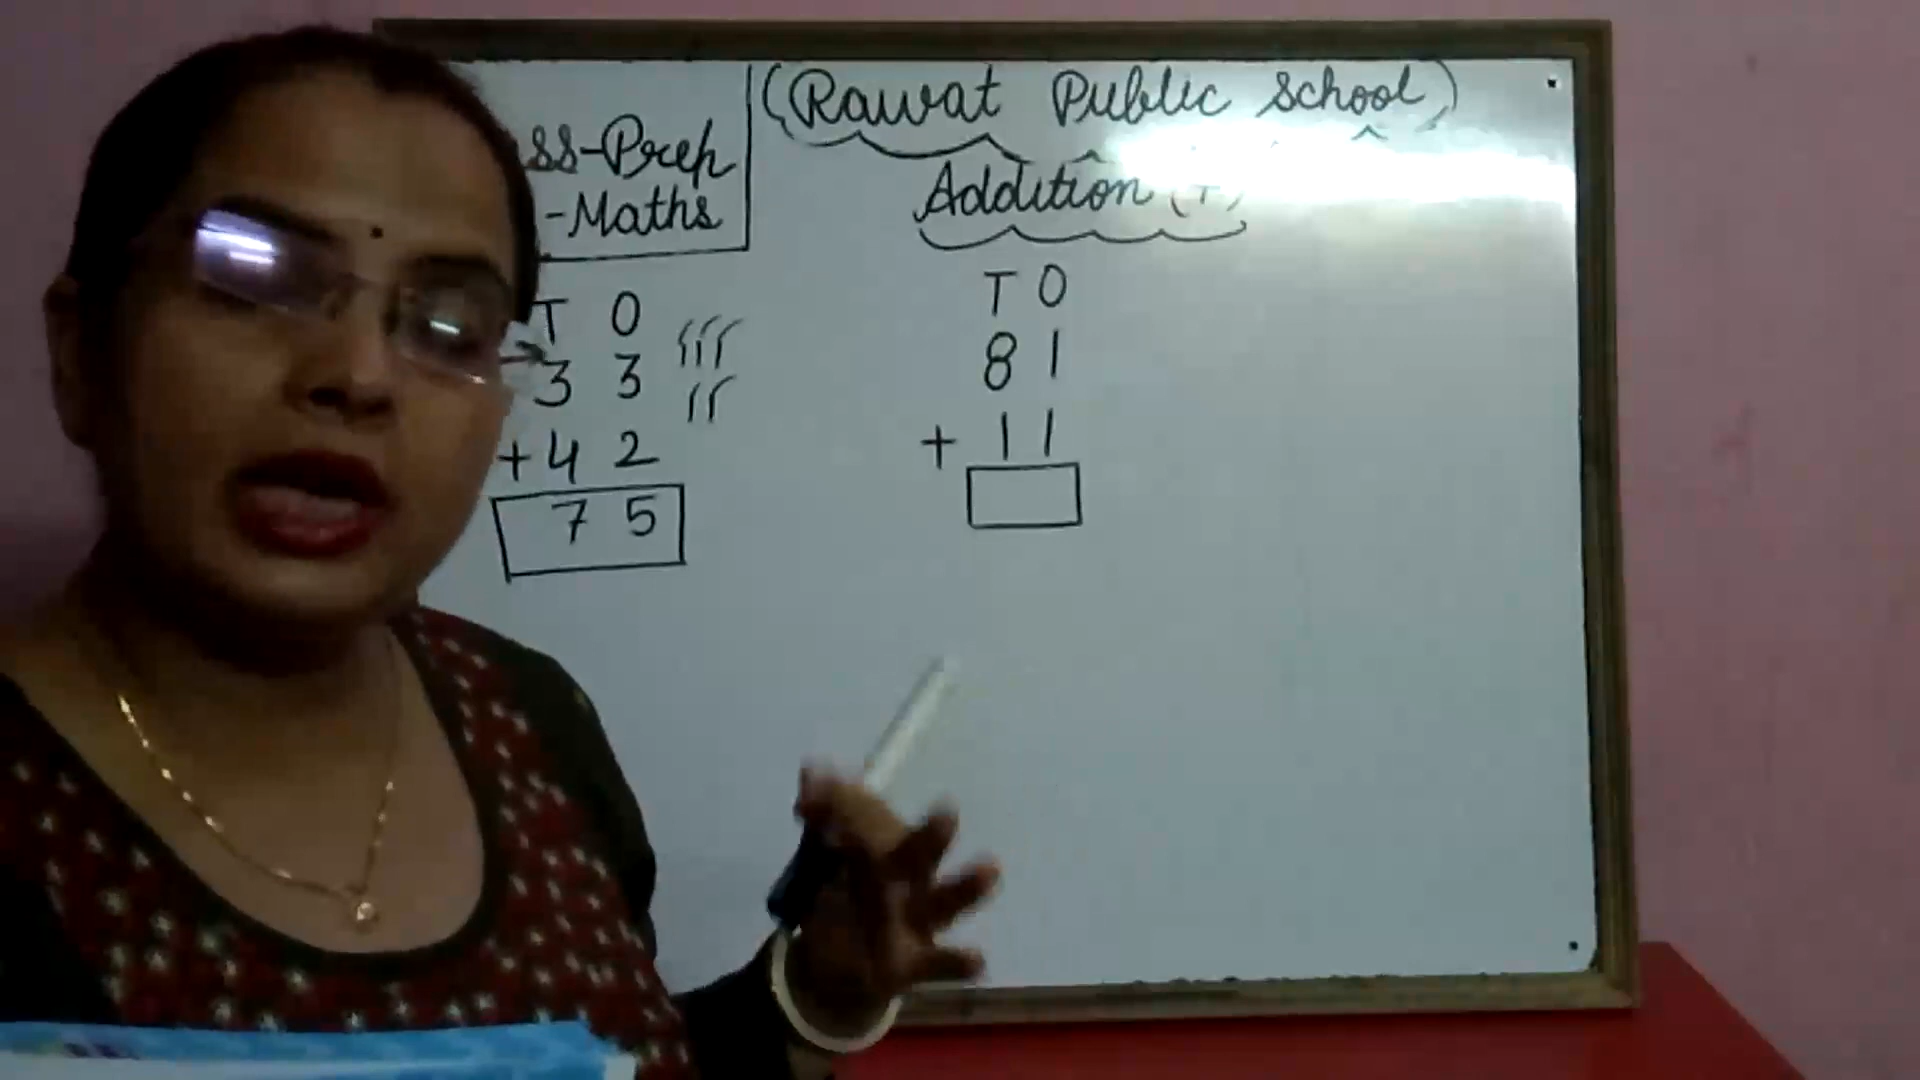 (Rawat Public School)
ss-Prep
-Maths
Addition (+)
T O
3 3
+ 4 2
7 5
T O
8 1
+ 1 1